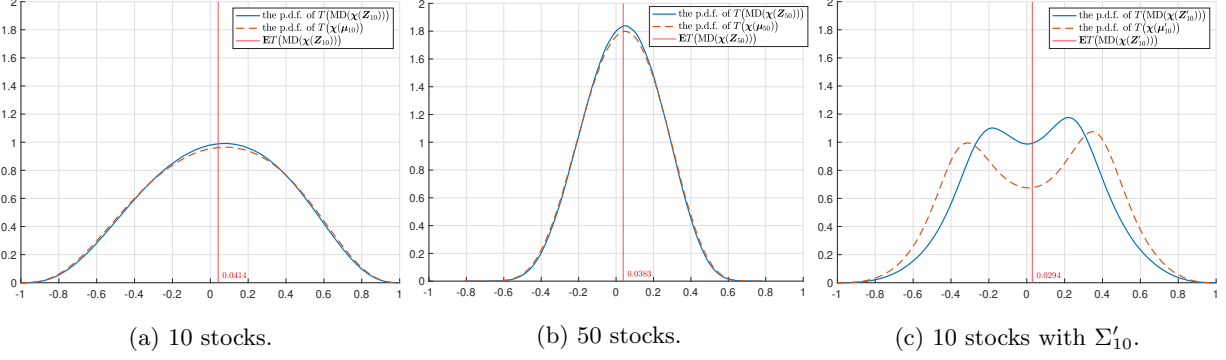 the p.d.f. of T(MD(χ(Z₁₀)))
the p.d.f. of T(χ(μ₁₀))
ET(MD(χ(Z₁₀)))
2
1.8
1.6
1.4
1.2
1
0.8
0.6
0.4
0.2
0
0.0414
-1 -0.8 -0.6 -0.4 -0.2 0 0.2 0.4 0.6 0.8 1
(a) 10 stocks.
the p.d.f. of T(MD(χ(Z₅₀)))
the p.d.f. of T(χ(μ₅₀))
ET(MD(χ(Z₅₀)))
2
1.8
1.6
1.4
1.2
1
0.8
0.6
0.4
0.2
0
0.0383
-1 -0.8 -0.6 -0.4 -0.2 0 0.2 0.4 0.6 0.8 1
(b) 50 stocks.
the p.d.f. of T(MD(χ(Z′₁₀)))
the p.d.f. of T(χ(μ′₁₀))
ET(MD(χ(Z′₁₀)))
2
1.8
1.6
1.4
1.2
1
0.8
0.6
0.4
0.2
0
0.0294
-1 -0.8 -0.6 -0.4 -0.2 0 0.2 0.4 0.6 0.8 1
(c) 10 stocks with Σ′₁₀.